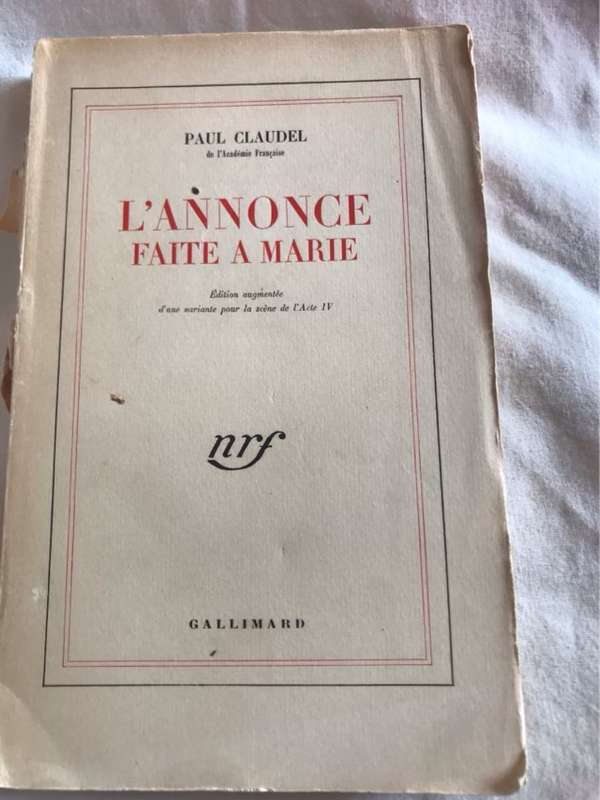 PAUL CLAUDEL
de l'Académie Française
L'ANNONCE
FAITE A MARIE
Édition augmentée
d'une variante pour la scène de l'Acte IV
nrf
GALLIMARD